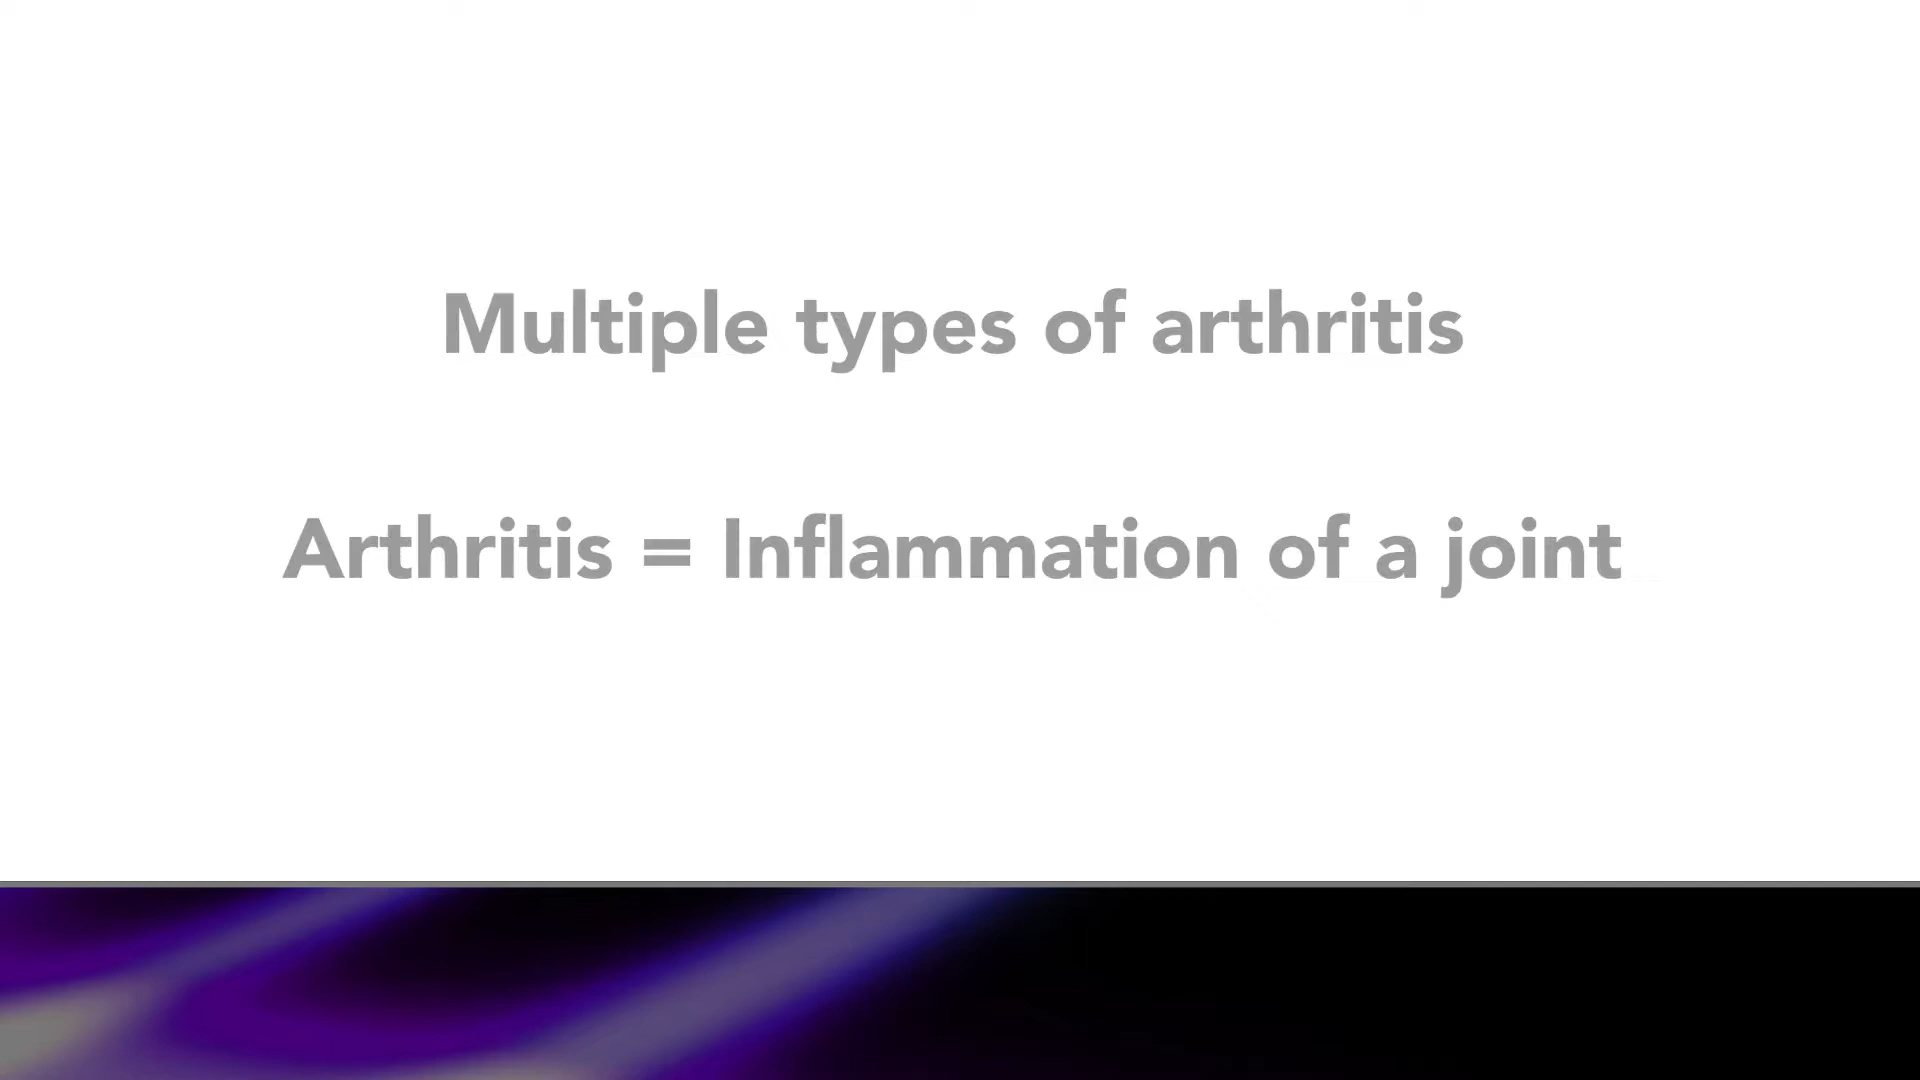 Multiple types of arthritis
Arthritis = Inflammation of a joint